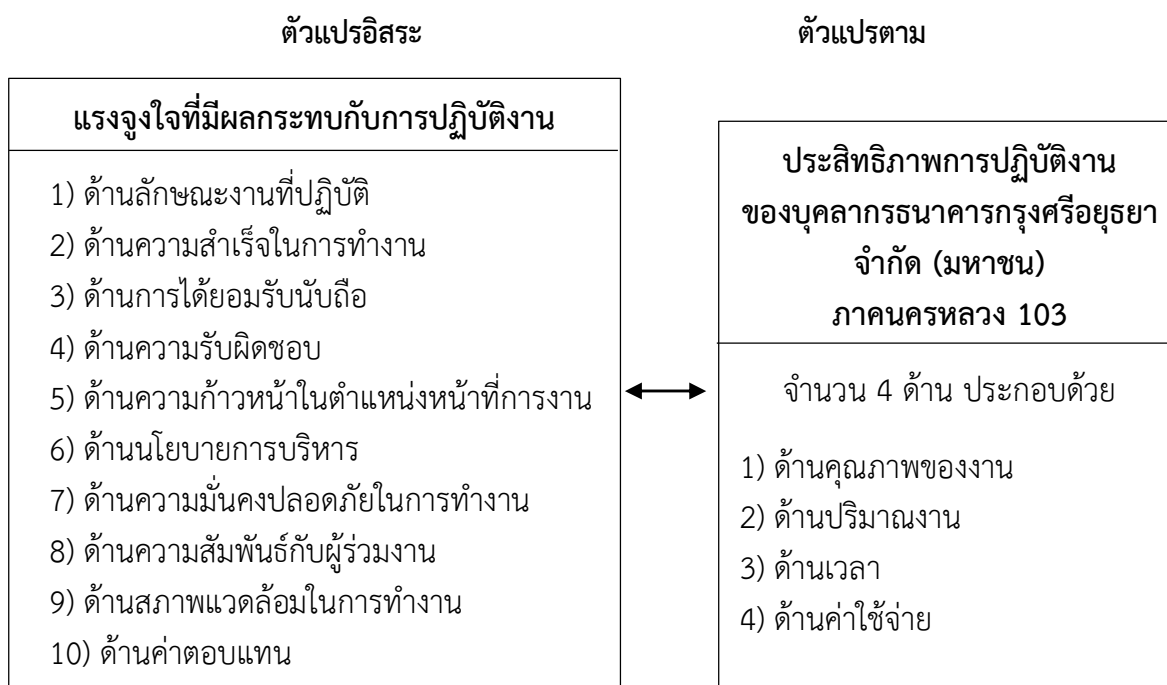 ตัวแปรอิสระ
ตัวแปรตาม
แรงจูงใจที่มีผลกระทบกับการปฏิบัติงาน
1) ด้านลักษณะงานที่ปฏิบัติ
2) ด้านความสำเร็จในการทำงาน
3) ด้านการได้ยอมรับนับถือ
4) ด้านความรับผิดชอบ
5) ด้านความก้าวหน้าในตำแหน่งหน้าที่การงาน
6) ด้านนโยบายการบริหาร
7) ด้านความมั่นคงปลอดภัยในการทำงาน
8) ด้านความสัมพันธ์กับผู้ร่วมงาน
9) ด้านสภาพแวดล้อมในการทำงาน
10) ด้านค่าตอบแทน
ประสิทธิภาพการปฏิบัติงาน
ของบุคลากรธนาคารกรุงศรีอยุธยา
จำกัด (มหาชน)
ภาคนครหลวง 103
จำนวน 4 ด้าน ประกอบด้วย
1) ด้านคุณภาพของงาน
2) ด้านปริมาณงาน
3) ด้านเวลา
4) ด้านค่าใช้จ่าย